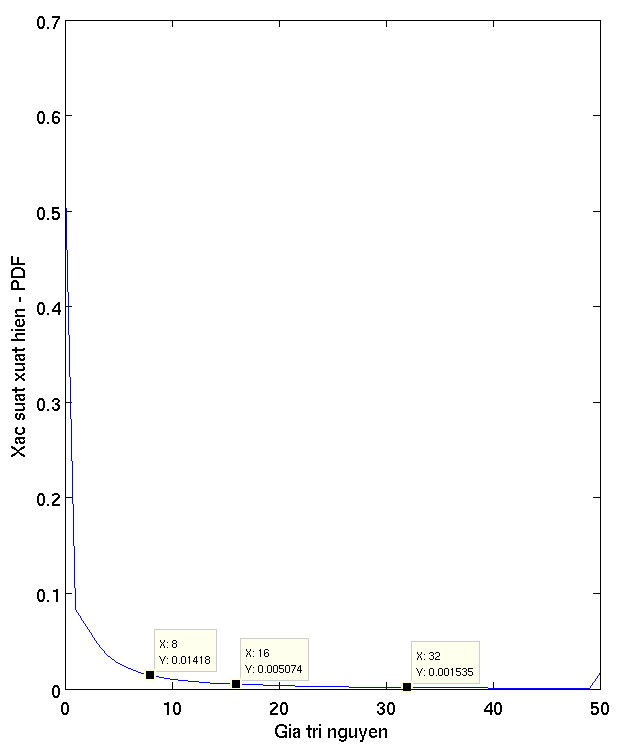 0.7
0.6
0.5
0.4
0.3
0.2
0.1
0
Xac suat xuat hien - PDF
X: 8
Y: 0.01418
X: 16
Y: 0.005074
X: 32
Y: 0.001535
0 10 20 30 40 50
Gia tri nguyen